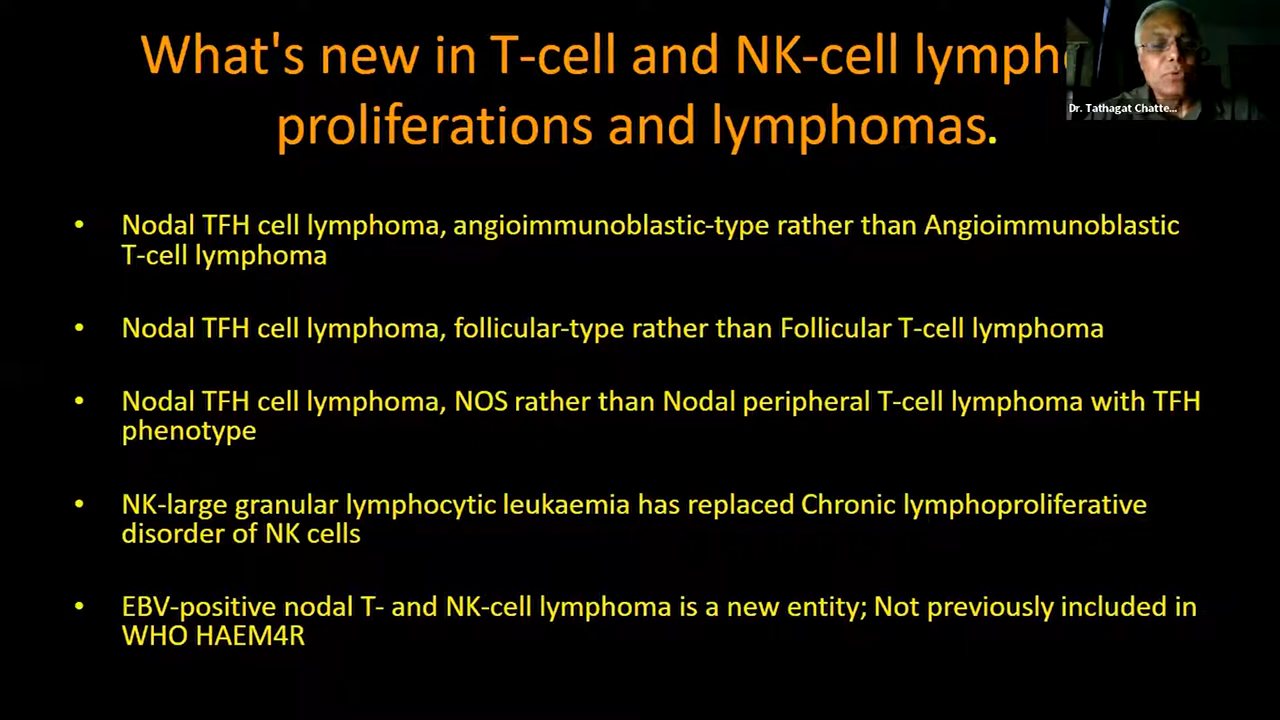 What's new in T-cell and NK-cell
proliferations and lymphomas.
Dr. Tathagat Chatte...
• Nodal TFH cell lymphoma, angioimmunoblastic-type rather than Angioimmunoblastic
T-cell lymphoma
• Nodal TFH cell lymphoma, follicular-type rather than Follicular T-cell lymphoma
• Nodal TFH cell lymphoma, NOS rather than Nodal peripheral T-cell lymphoma with TFH
phenotype
• NK-large granular lymphocytic leukaemia has replaced Chronic lymphoproliferative
disorder of NK cells
• EBV-positive nodal T- and NK-cell lymphoma is a new entity; Not previously included in
WHO HAEM4R